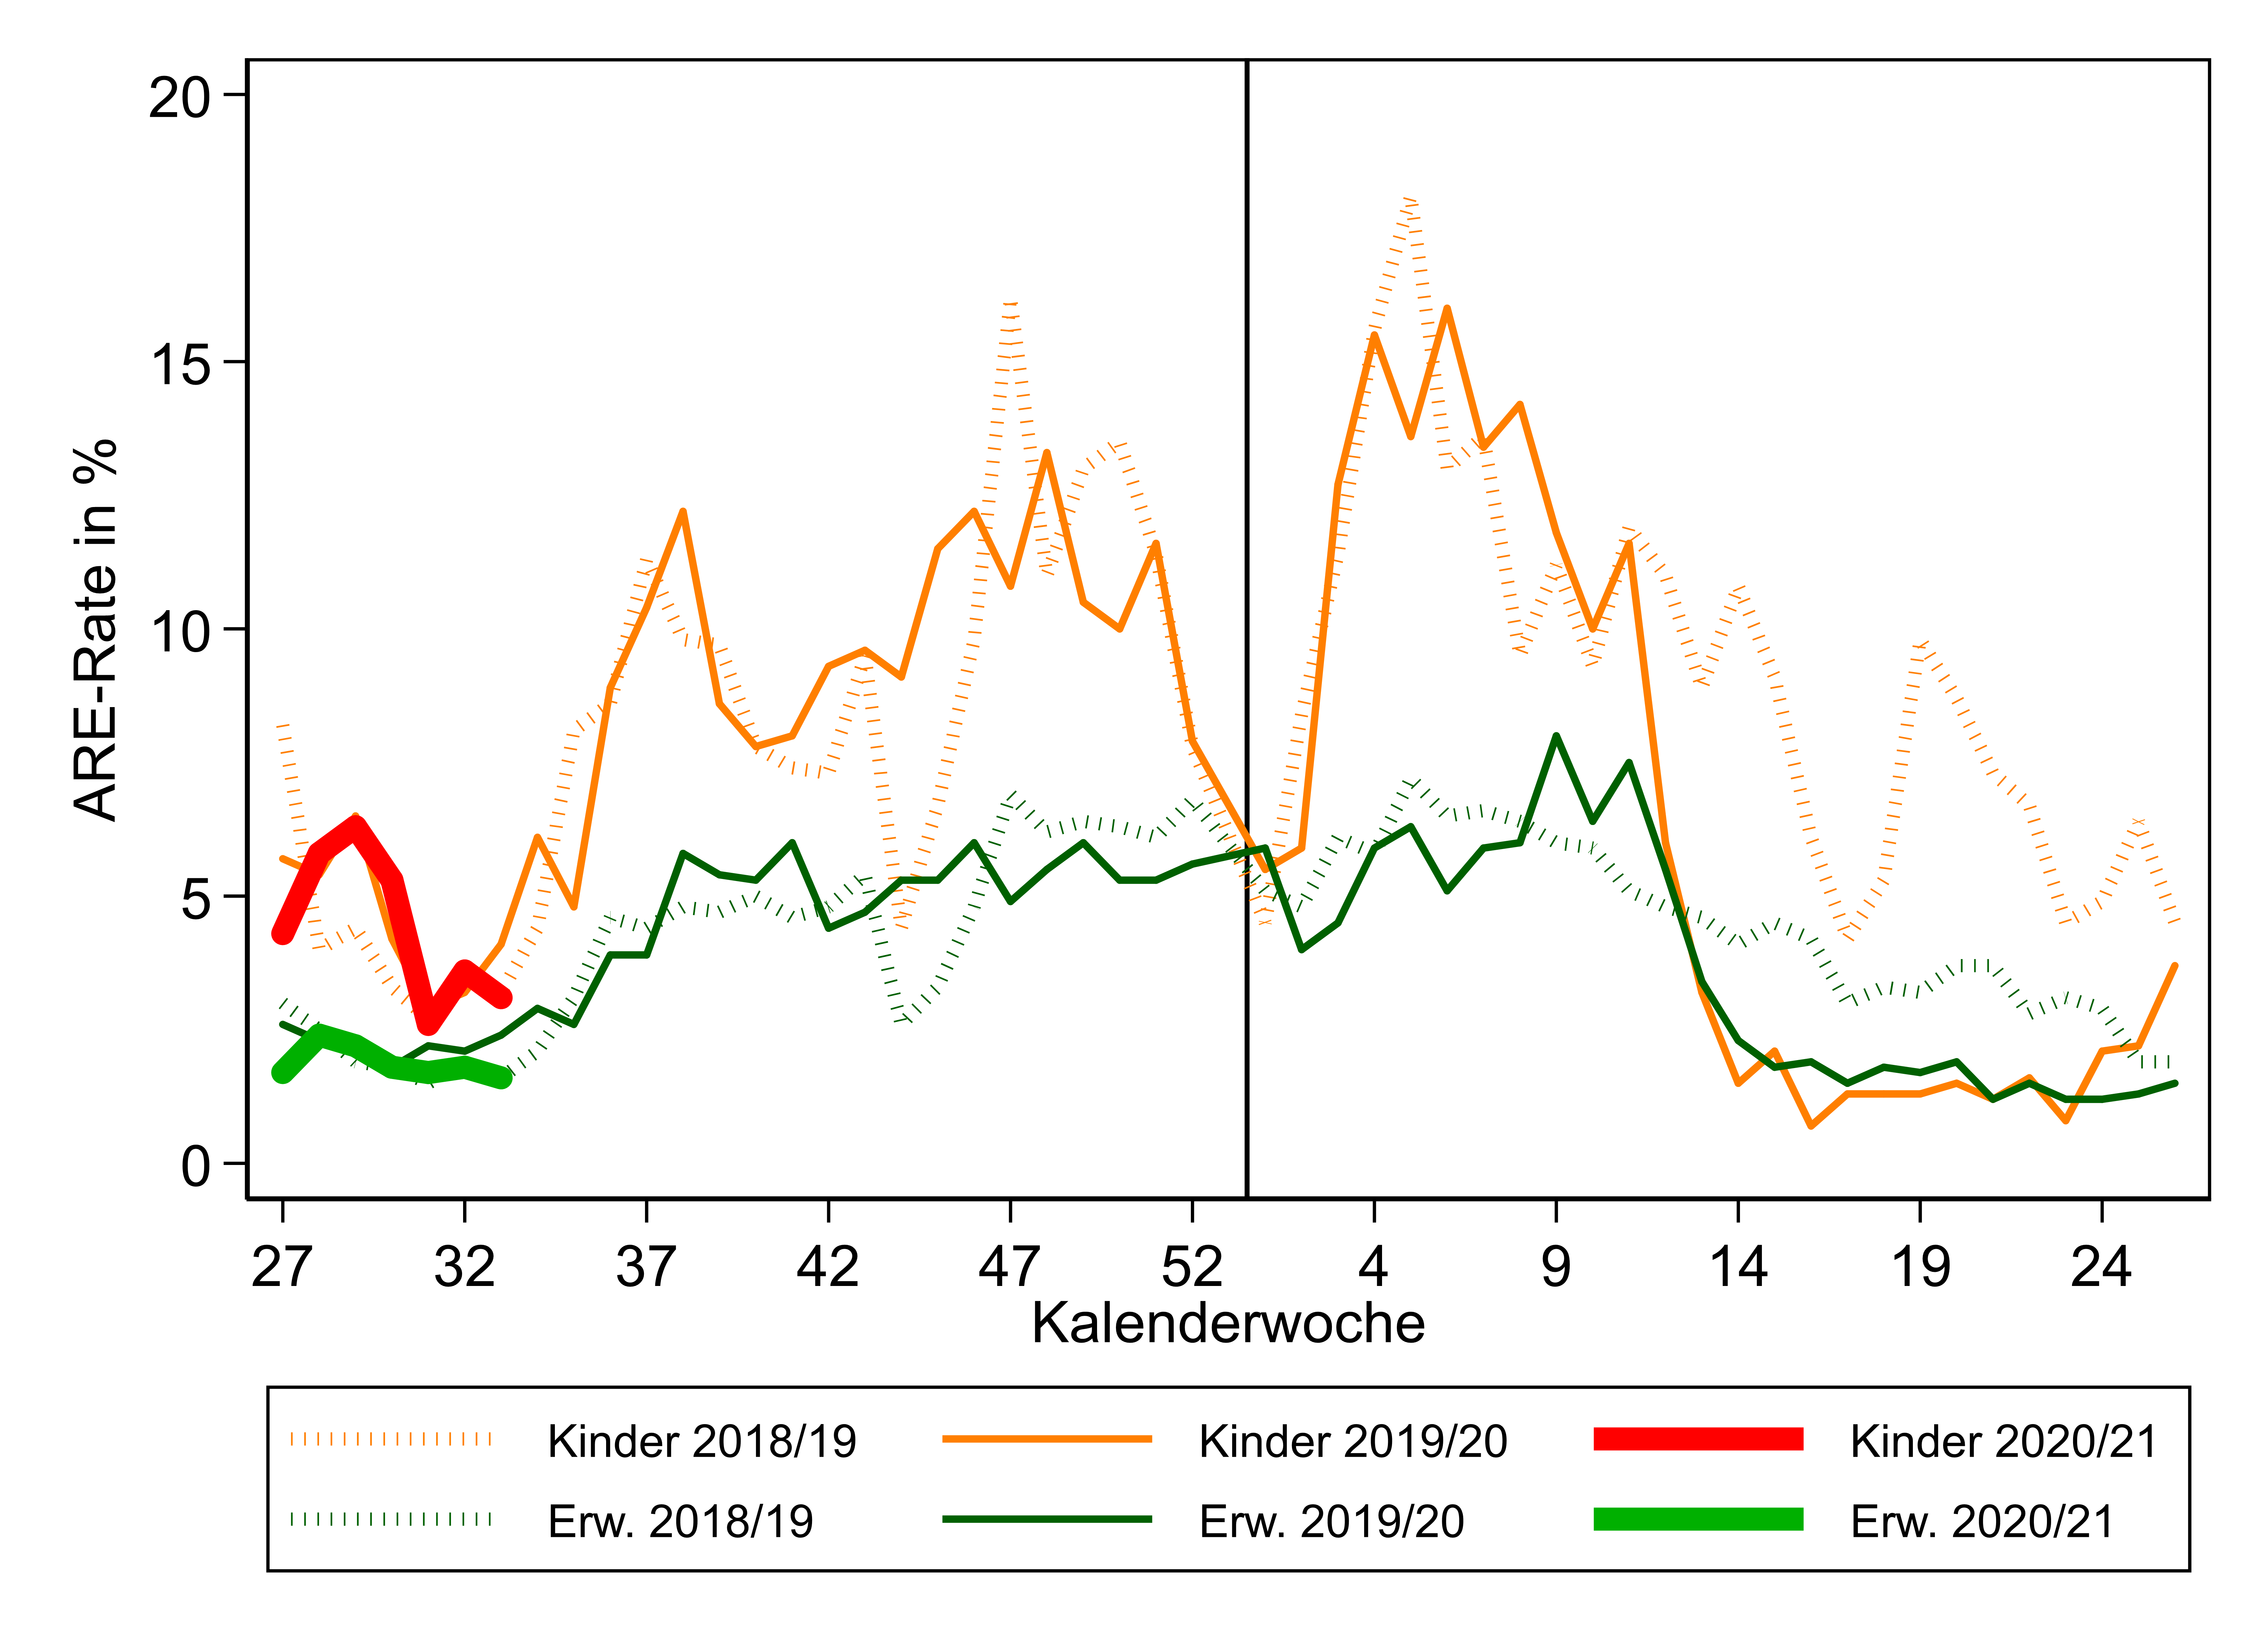 ARE-Rate in %
20
15
10
5
0
27 32 37 42 47 52 4 9 14 19 24
Kalenderwoche
Kinder 2018/19 Kinder 2019/20 Kinder 2020/21
Erw. 2018/19 Erw. 2019/20 Erw. 2020/21